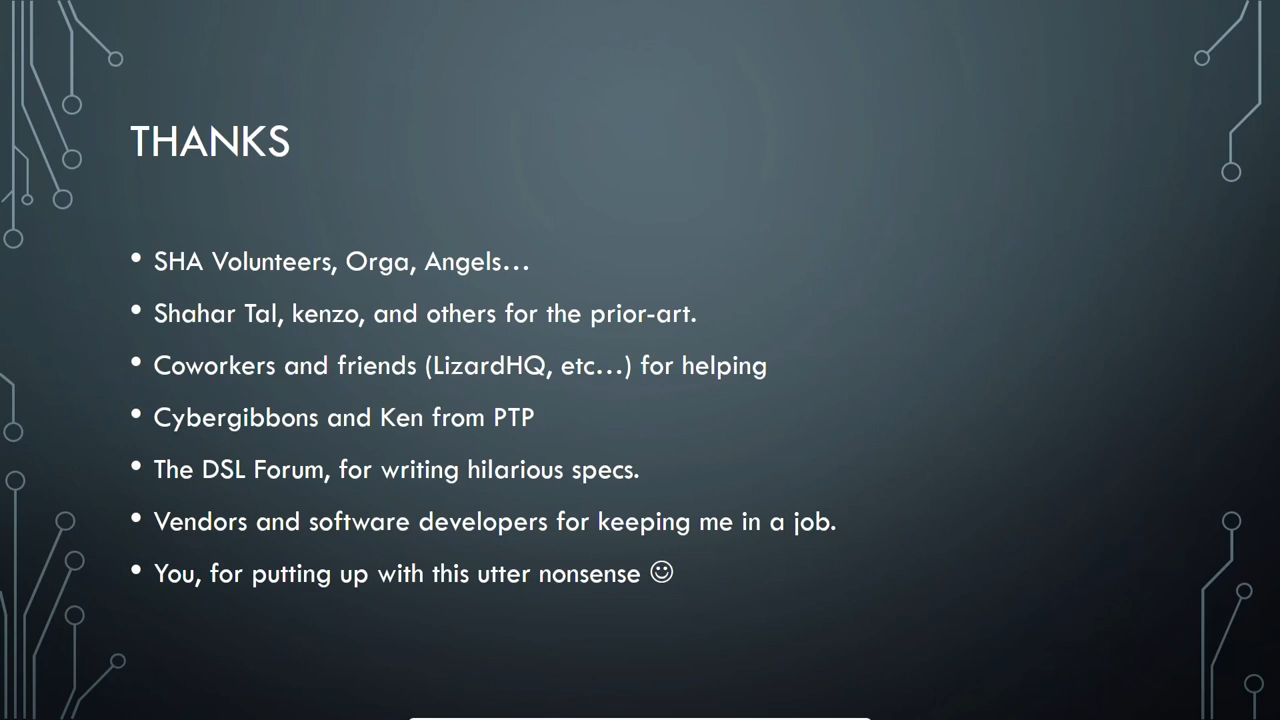 THANKS
• SHA Volunteers, Orga, Angels…
• Shahar Tal, kenzo, and others for the prior-art.
• Coworkers and friends (LizardHQ, etc…) for helping
• Cybergibbons and Ken from PTP
• The DSL Forum, for writing hilarious specs.
• Vendors and software developers for keeping me in a job.
• You, for putting up with this utter nonsense ☺